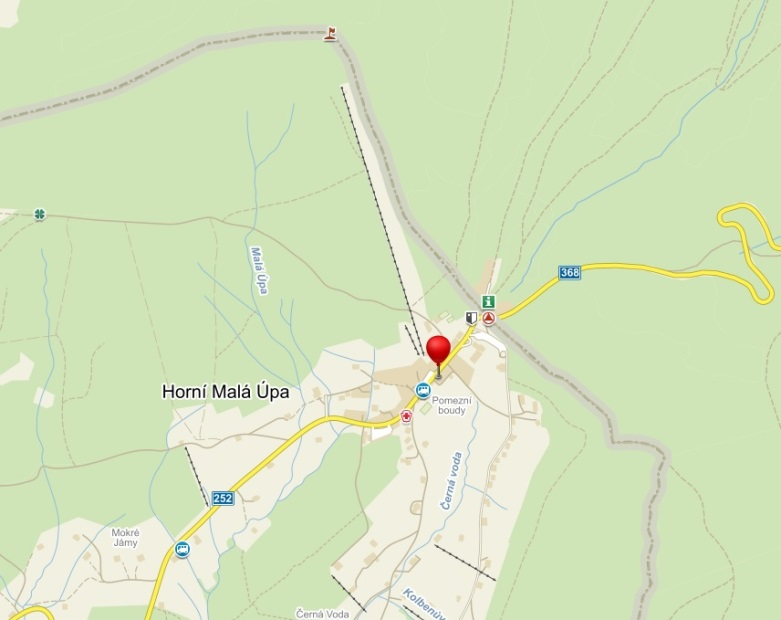 Malá Úpa
368
i
Horní Malá Úpa
Pomezní
boudy
252
Černá voda
Mokré
Jámy
Kolbenův
Černá Voda